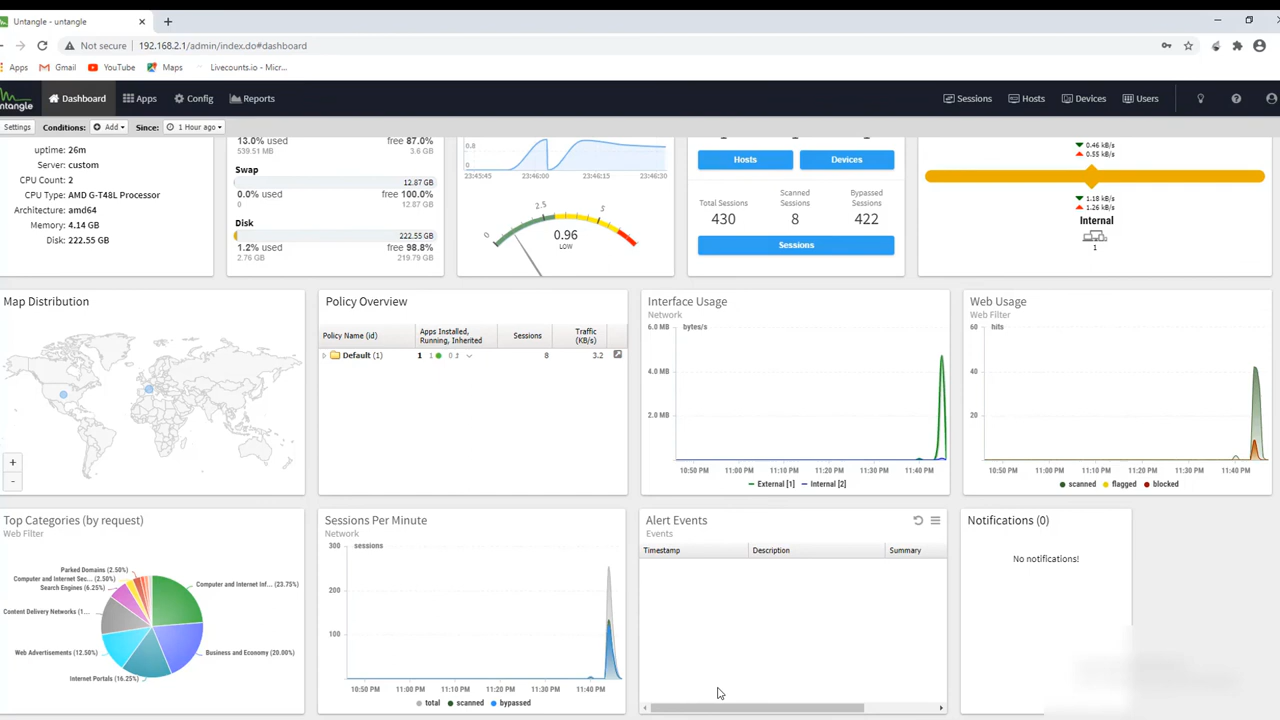 Untangle - untangle
Not secure 192.168.2.1/admin/index.do#dashboard
Apps Gmail YouTube Maps Livecounts.io - Micr...
ntangle Dashboard Apps Config Reports Sessions Hosts Devices Users
Settings Conditions: Add Since: 1 Hour ago
uptime: 26m
Server: custom
CPU Count: 2
CPU Type: AMD G-T48L Processor
Architecture: amd64
Memory: 4.14 GB
Disk: 222.55 GB
13.0% used free 87.0%
539.51 MB 3.6 GB
Swap
12.87 GB
0.0% used free 100.0%
0 12.87 GB
Disk
222.55 GB
1.2% used free 98.8%
2.76 GB 219.79 GB
0.8
0
23:45:45 23:46:00 23:46:15 23:46:30
0 2.5 5
0.96
LOW
Hosts Devices
Total Sessions Scanned Sessions Bypassed Sessions
430 8 422
Sessions
0.46 kB/s
0.55 kB/s
1.18 kB/s
1.26 kB/s
Internal
1
Map Distribution
+
-
Policy Overview
Policy Name (id) Apps Installed, Running, Inherited Sessions Traffic (KB/s)
Default (1) 1 1 0 8 3.2
Interface Usage
Network
6.0 MB bytes/s
4.0 MB
2.0 MB
10:50 PM 11:00 PM 11:10 PM 11:20 PM 11:30 PM 11:40 PM
External [1] Internal [2]
Web Usage
Web Filter
60 hits
40
20
10:50 PM 11:00 PM 11:10 PM 11:20 PM 11:30 PM 11:40 PM
scanned flagged blocked
Top Categories (by request)
Web Filter
Parked Domains (2.50%)
Computer and Internet Sec... (2.50%)
Search Engines (6.25%)
Computer and Internet Inf... (23.75%)
Content Delivery Networks (1...
Web Advertisements (12.50%)
Business and Economy (20.00%)
Internet Portals (16.25%)
Sessions Per Minute
Network
300 sessions
200
100
10:50 PM 11:00 PM 11:10 PM 11:20 PM 11:30 PM 11:40 PM
total scanned bypassed
Alert Events
Events
Timestamp Description Summary
Notifications (0)
No notifications!